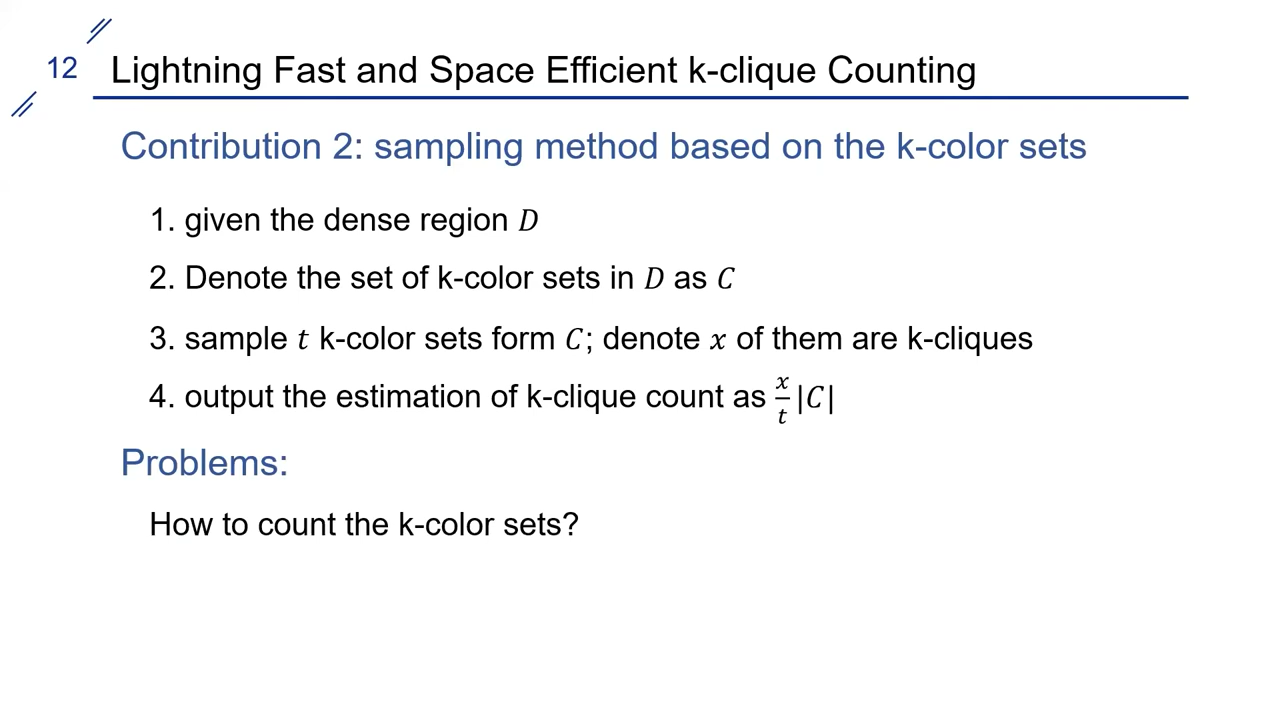 12
Lightning Fast and Space Efficient k-clique Counting
Contribution 2: sampling method based on the k-color sets
1. given the dense region D
2. Denote the set of k-color sets in D as C
3. sample t k-color sets form C; denote x of them are k-cliques
4. output the estimation of k-clique count as x/t |C|
Problems:
How to count the k-color sets?